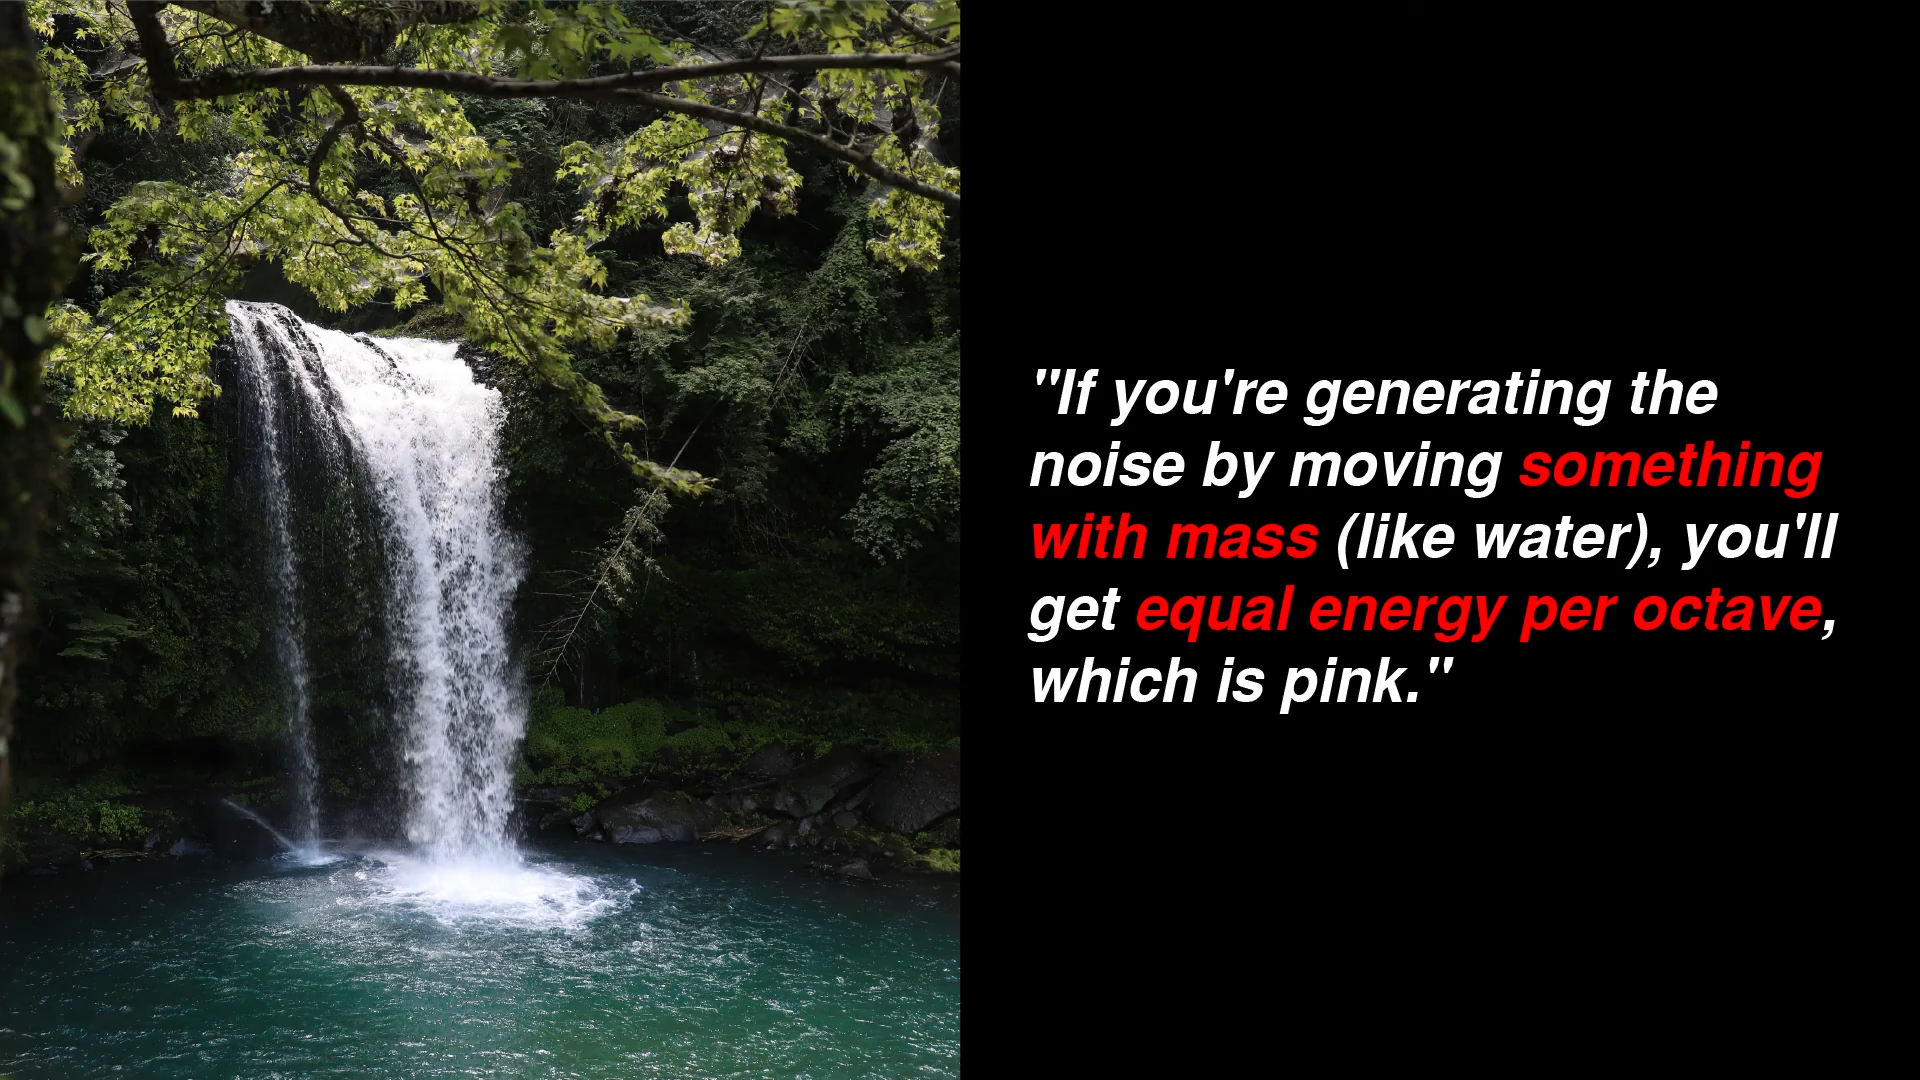 "If you're generating the
noise by moving something
with mass (like water), you'll
get equal energy per octave,
which is pink."